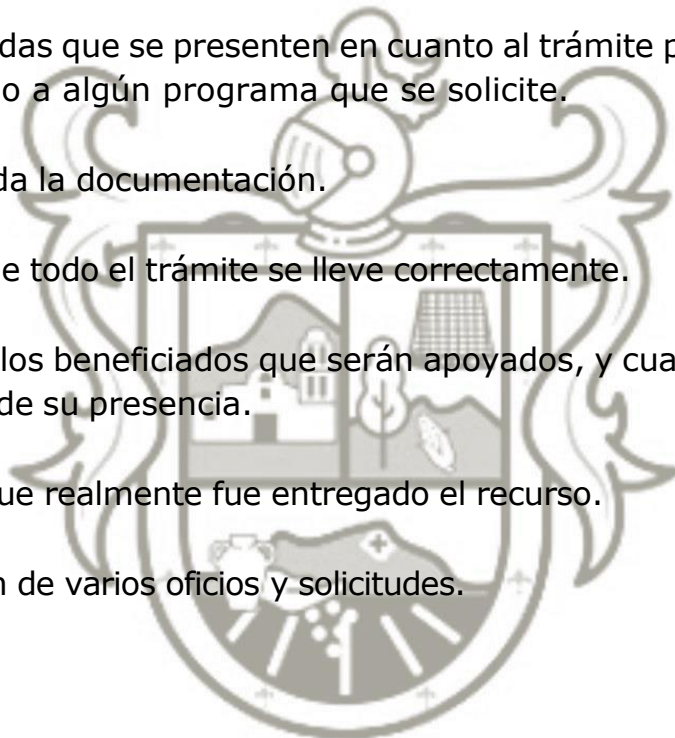 das que se presenten en cuanto al trámite p
o a algún programa que se solicite.
da la documentación.
e todo el trámite se lleve correctamente.
los beneficiados que serán apoyados, y cua
de su presencia.
ue realmente fue entregado el recurso.
n de varios oficios y solicitudes.